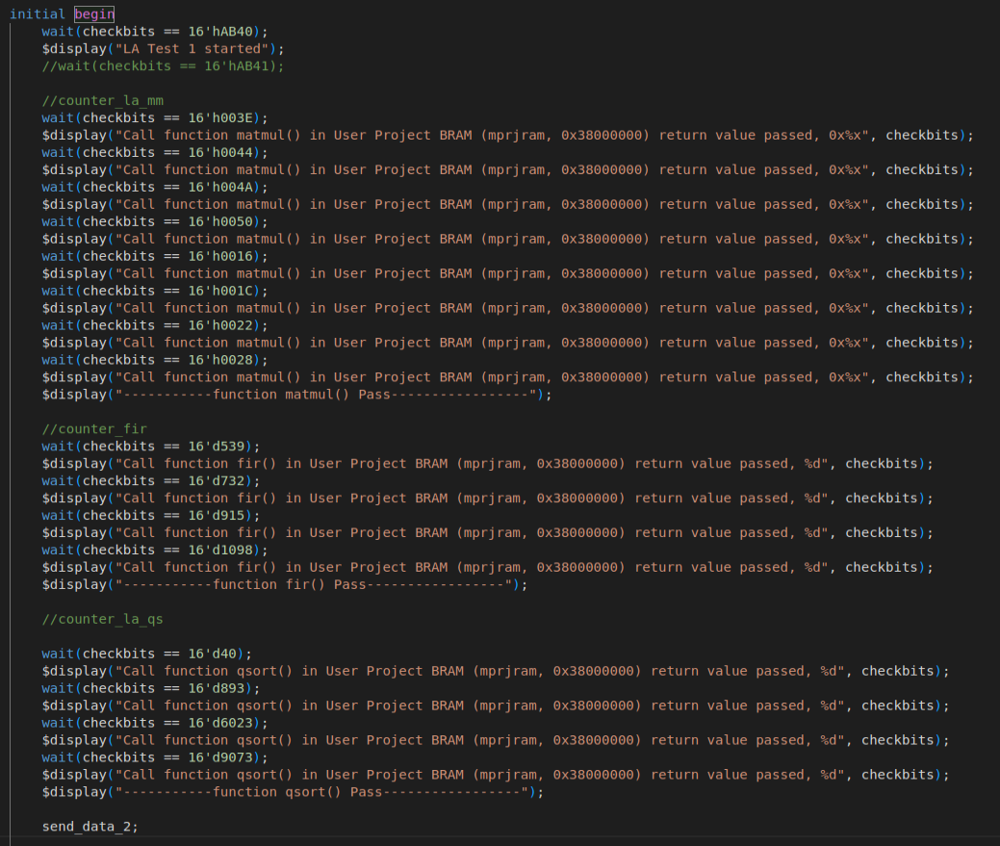 initial begin
    wait(checkbits == 16'hAB40);
    $display("LA Test 1 started");
    //wait(checkbits == 16'hAB41);

    //counter_la_mm
    wait(checkbits == 16'h003E);
    $display("Call function matmul() in User Project BRAM (mprjram, 0x38000000) return value passed, 0x%x", checkbits);
    wait(checkbits == 16'h0044);
    $display("Call function matmul() in User Project BRAM (mprjram, 0x38000000) return value passed, 0x%x", checkbits);
    wait(checkbits == 16'h004A);
    $display("Call function matmul() in User Project BRAM (mprjram, 0x38000000) return value passed, 0x%x", checkbits);
    wait(checkbits == 16'h0050);
    $display("Call function matmul() in User Project BRAM (mprjram, 0x38000000) return value passed, 0x%x", checkbits);
    wait(checkbits == 16'h0016);
    $display("Call function matmul() in User Project BRAM (mprjram, 0x38000000) return value passed, 0x%x", checkbits);
    wait(checkbits == 16'h001C);
    $display("Call function matmul() in User Project BRAM (mprjram, 0x38000000) return value passed, 0x%x", checkbits);
    wait(checkbits == 16'h0022);
    $display("Call function matmul() in User Project BRAM (mprjram, 0x38000000) return value passed, 0x%x", checkbits);
    wait(checkbits == 16'h0028);
    $display("Call function matmul() in User Project BRAM (mprjram, 0x38000000) return value passed, 0x%x", checkbits);
    $display("-----------function matmul() Pass-----------------");

    //counter_fir
    wait(checkbits == 16'd539);
    $display("Call function fir() in User Project BRAM (mprjram, 0x38000000) return value passed, %d", checkbits);
    wait(checkbits == 16'd732);
    $display("Call function fir() in User Project BRAM (mprjram, 0x38000000) return value passed, %d", checkbits);
    wait(checkbits == 16'd915);
    $display("Call function fir() in User Project BRAM (mprjram, 0x38000000) return value passed, %d", checkbits);
    wait(checkbits == 16'd1098);
    $display("Call function fir() in User Project BRAM (mprjram, 0x38000000) return value passed, %d", checkbits);
    $display("-----------function fir() Pass-----------------");

    //counter_la_qs

    wait(checkbits == 16'd40);
    $display("Call function qsort() in User Project BRAM (mprjram, 0x38000000) return value passed, %d", checkbits);
    wait(checkbits == 16'd893);
    $display("Call function qsort() in User Project BRAM (mprjram, 0x38000000) return value passed, %d", checkbits);
    wait(checkbits == 16'd6023);
    $display("Call function qsort() in User Project BRAM (mprjram, 0x38000000) return value passed, %d", checkbits);
    wait(checkbits == 16'd9073);
    $display("Call function qsort() in User Project BRAM (mprjram, 0x38000000) return value passed, %d", checkbits);
    $display("-----------function qsort() Pass-----------------");

    send_data_2;